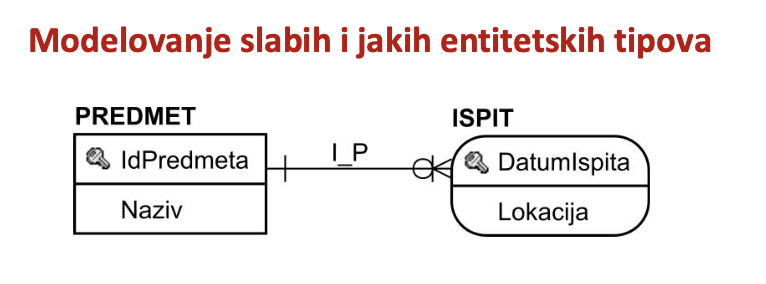 Modelovanje slabih i jakih entitetskih tipova
PREDMET
IdPredmeta
Naziv
I_P
ISPIT
DatumIspita
Lokacija